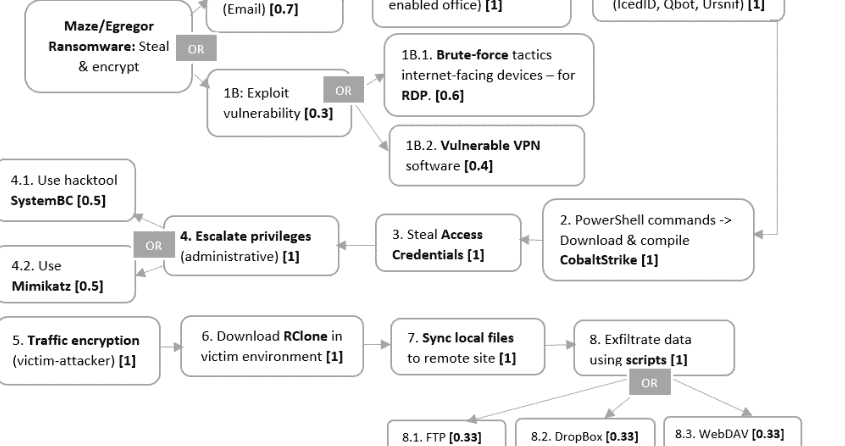 (Email) [0.7]
enabled office) [1]
(IcedID, Qbot, Ursnif) [1]
Maze/Egregor
Ransomware: Steal
& encrypt
OR
1B: Exploit
vulnerability [0.3]
OR
1B.1. Brute-force tactics
internet-facing devices – for
RDP. [0.6]
1B.2. Vulnerable VPN
software [0.4]
4.1. Use hacktool
SystemBC [0.5]
4.2. Use
Mimikatz [0.5]
OR
4. Escalate privileges
(administrative) [1]
3. Steal Access
Credentials [1]
2. PowerShell commands ->
Download & compile
CobaltStrike [1]
5. Traffic encryption
(victim-attacker) [1]
6. Download RClone in
victim environment [1]
7. Sync local files
to remote site [1]
8. Exfiltrate data
using scripts [1]
OR
8.1. FTP [0.33]
8.2. DropBox [0.33]
8.3. WebDAV [0.33]